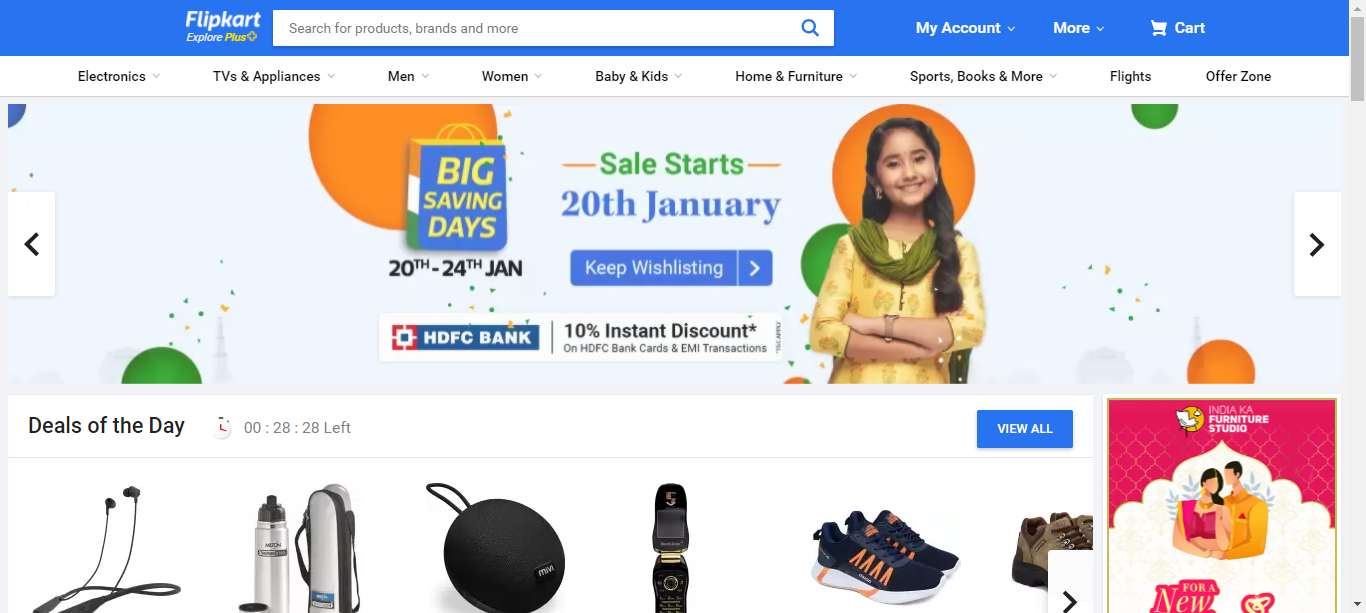 Flipkart
Explore Plus
Search for products, brands and more
My Account
More
Cart
Electronics
TVs & Appliances
Men
Women
Baby & Kids
Home & Furniture
Sports, Books & More
Flights
Offer Zone
BIG
SAVING
DAYS
20TH - 24TH JAN
Sale Starts
20th January
Keep Wishlisting
HDFC BANK
10% Instant Discount*
On HDFC Bank Cards & EMI Transactions
*T&C APPLY
Deals of the Day
00 : 28 : 28 Left
VIEW ALL
INDIA KA
FURNITURE
STUDIO
MILTON
mivi
FOR A
New